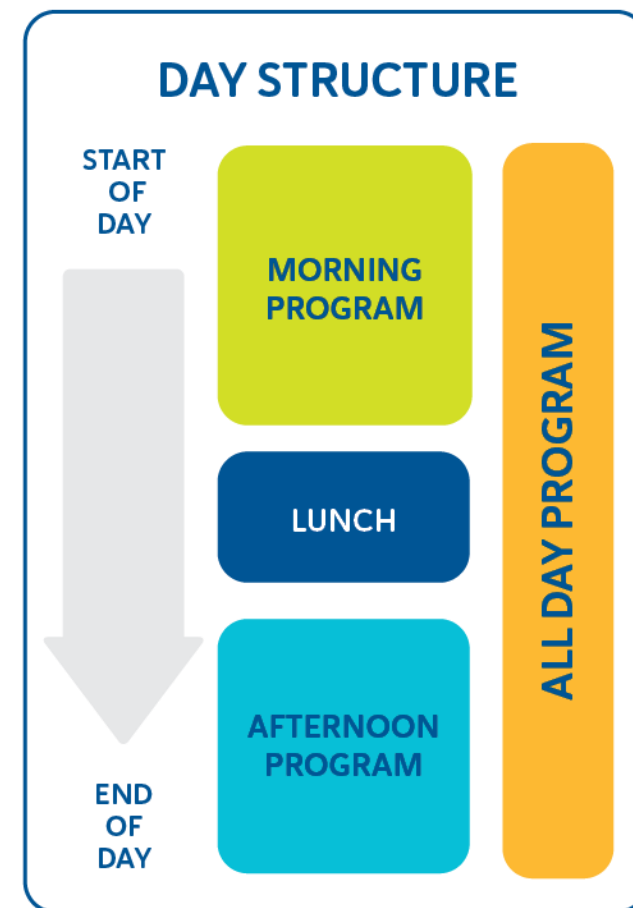 DAY STRUCTURE
START
OF
DAY
MORNING
PROGRAM
LUNCH
AFTERNOON
PROGRAM
END
OF
DAY
ALL DAY PROGRAM